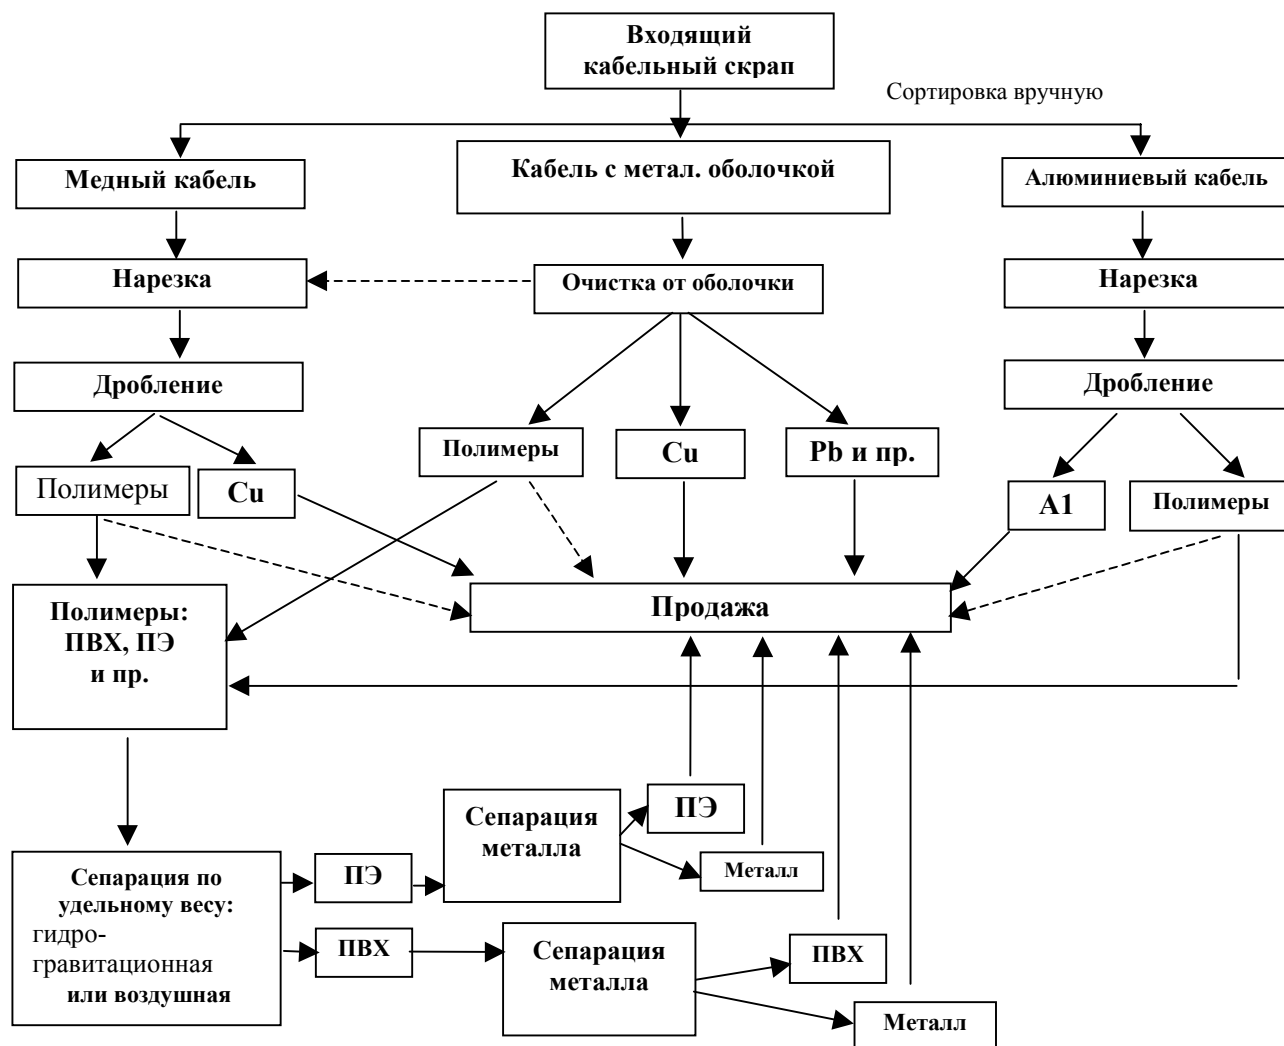 Входящий
кабельный скрап
Сортировка вручную
Медный кабель
Кабель с метал. оболочкой
Алюминиевый кабель
Нарезка
Очистка от оболочки
Нарезка
Дробление
Дробление
Полимеры
Cu
Полимеры
Cu
Pb и пр.
А1
Полимеры
Полимеры:
ПВХ, ПЭ
и пр.
Продажа
Сепарация по
удельному весу:
гидро-
гравитационная
или воздушная
ПЭ
Сепарация
металла
ПЭ
Металл
ПВХ
Сепарация
металла
ПВХ
Металл